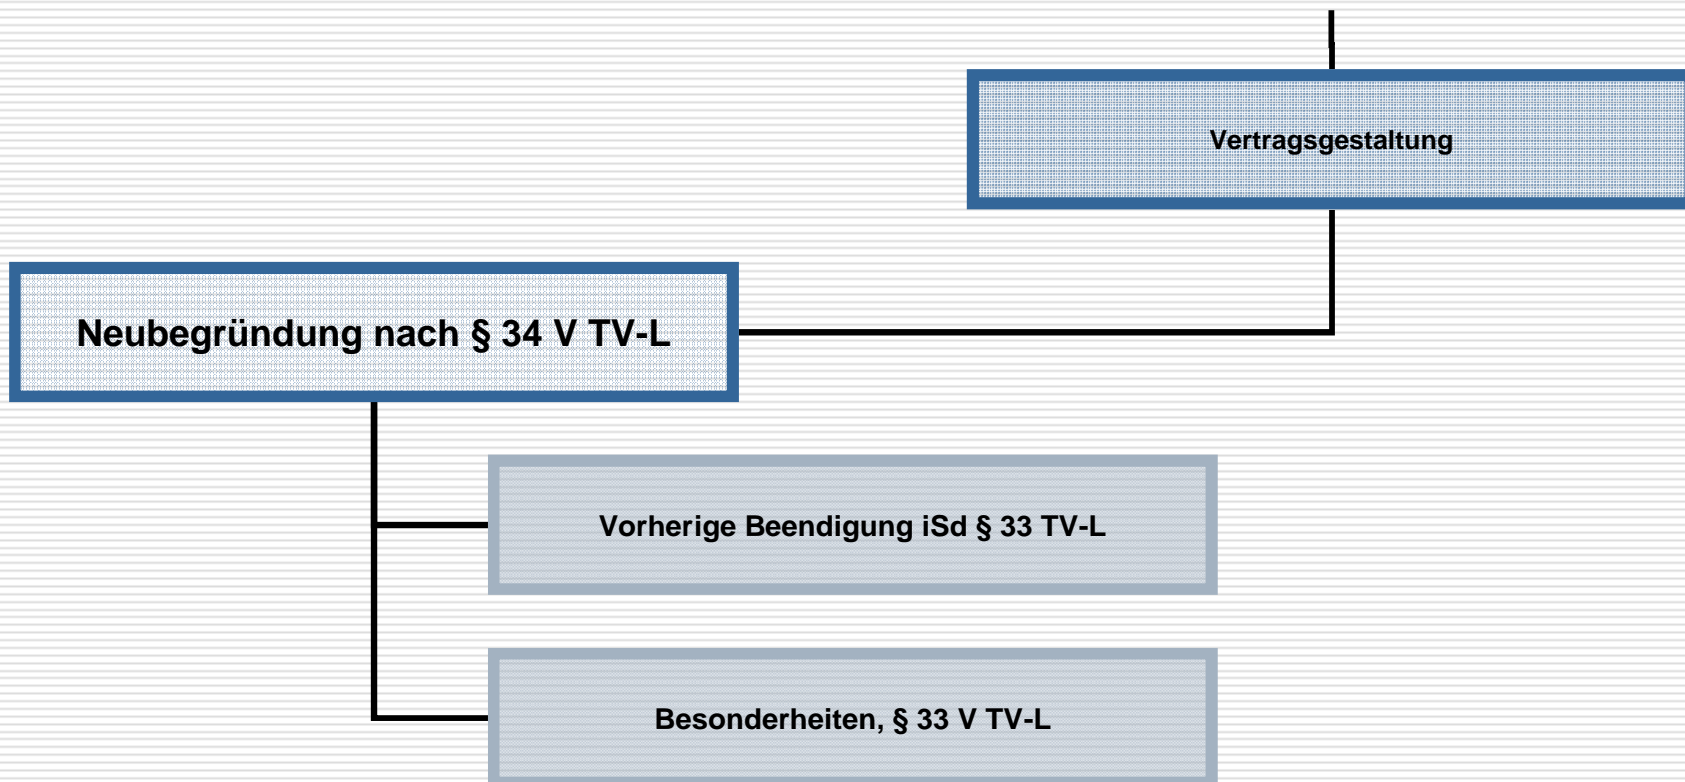 Vertragsgestaltung
Neubegründung nach § 34 V TV-L
Vorherige Beendigung iSd § 33 TV-L
Besonderheiten, § 33 V TV-L